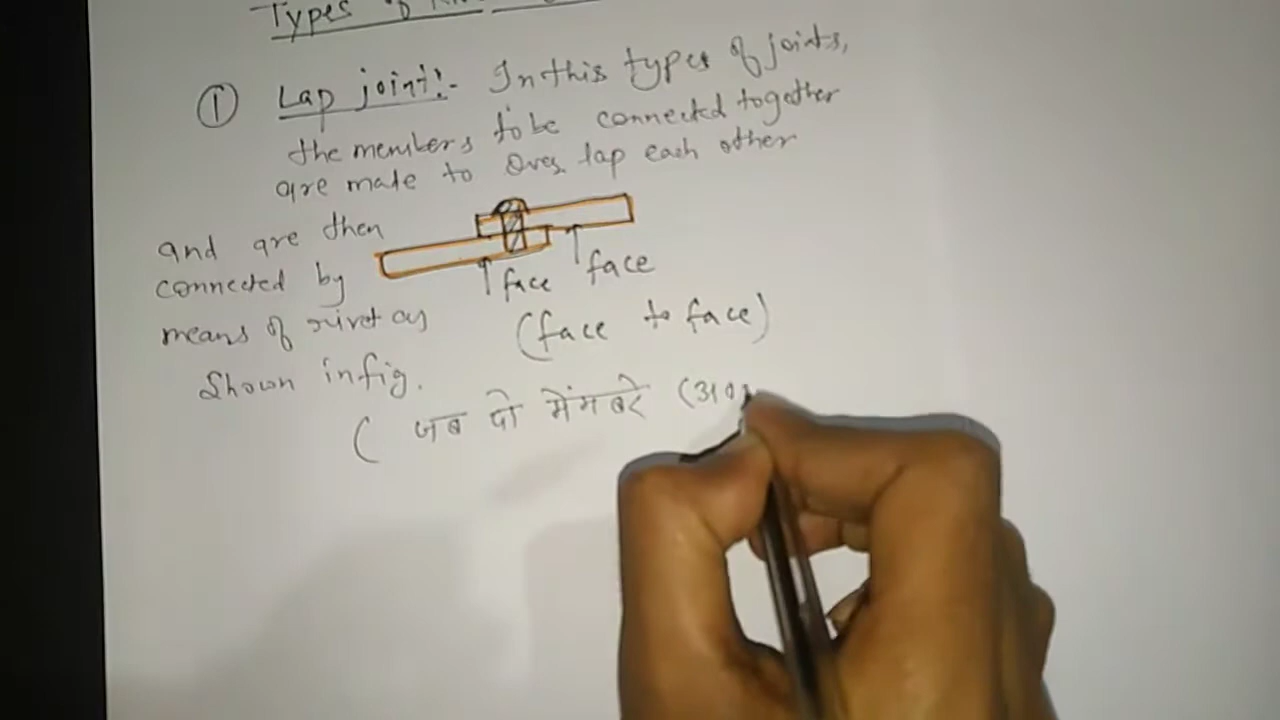 Types of
① Lap joint:- In this types of joints,
the members to be connected together
are made to over lap each other
and are then
connected by
means of rivet as
shown in fig.
face face
(face to face)
( जब दो मेंमबरे (अव